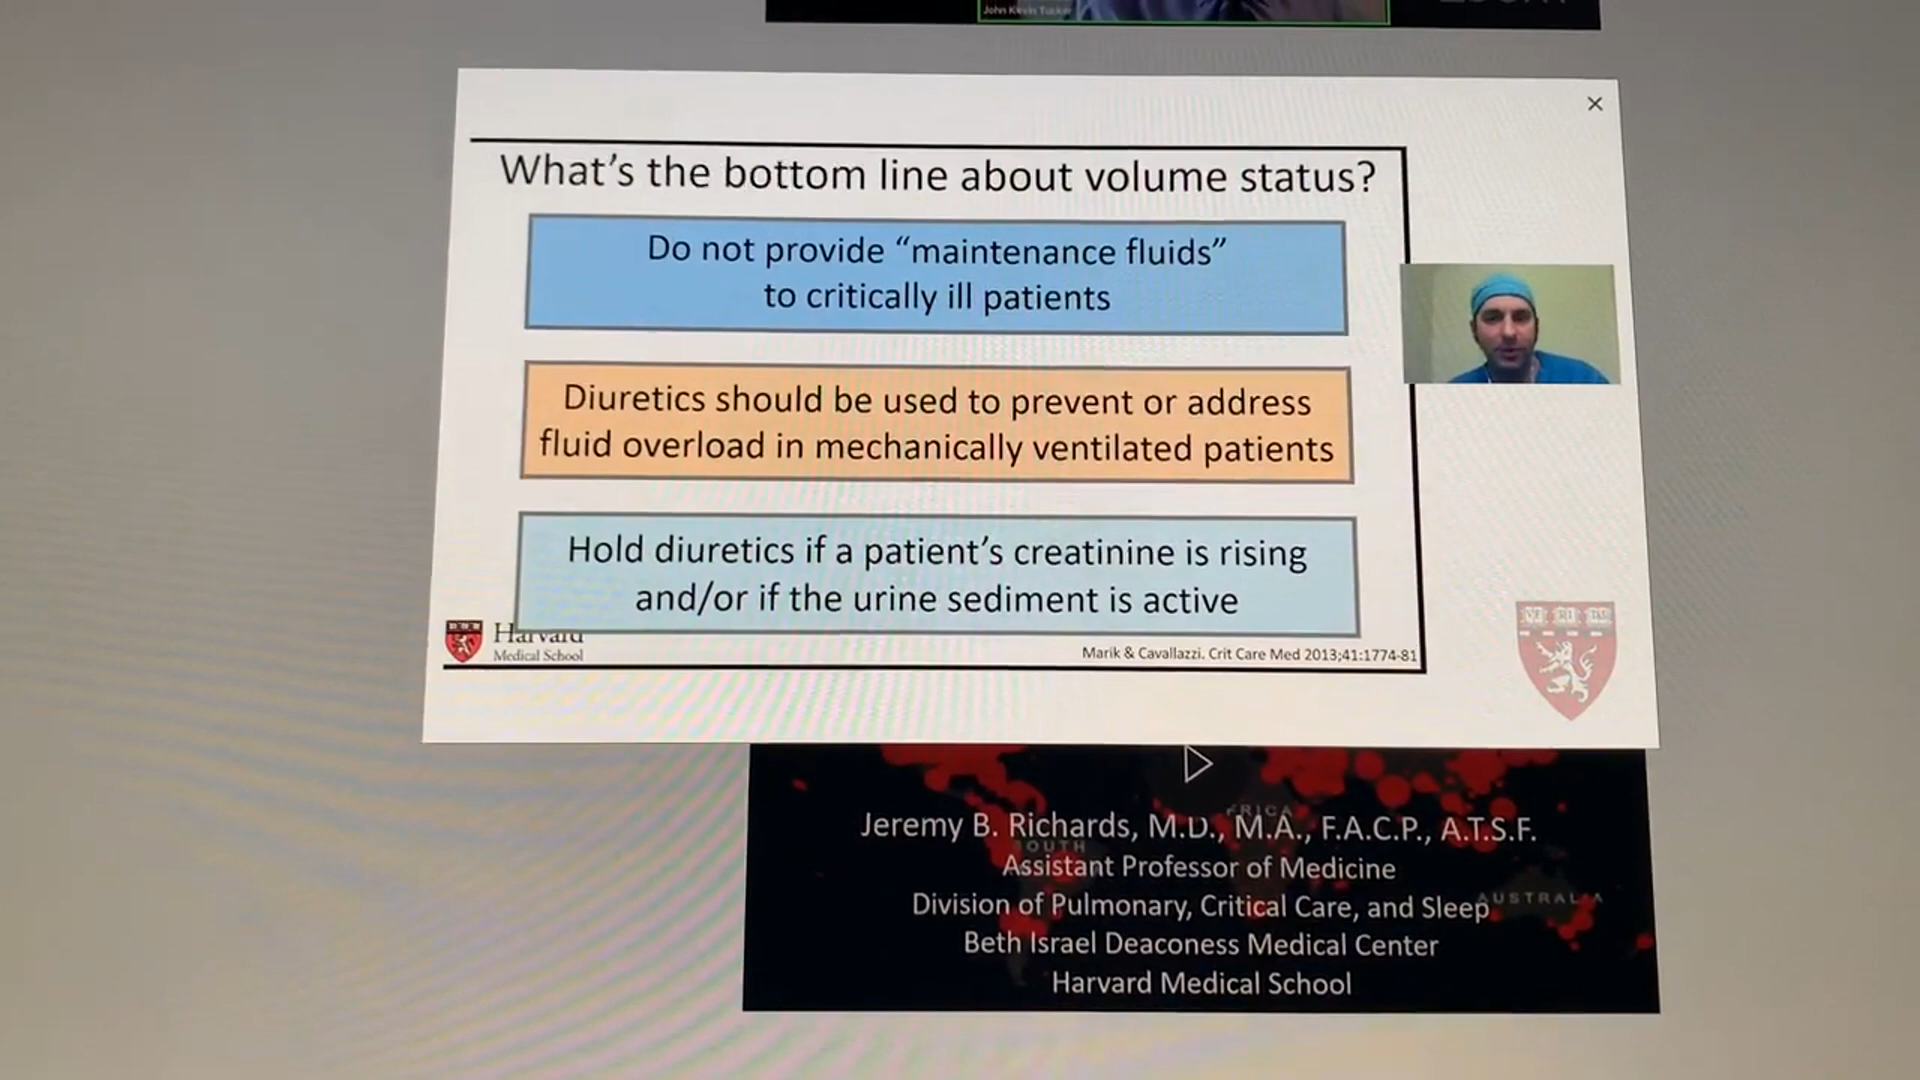 John Kevin Tucker
What's the bottom line about volume status?
Do not provide “maintenance fluids”
to critically ill patients
Diuretics should be used to prevent or address
fluid overload in mechanically ventilated patients
Hold diuretics if a patient's creatinine is rising
and/or if the urine sediment is active
Harvard
Medical School
Marik & Cavallazzi. Crit Care Med 2013;41:1774-81
VE RI TAS
Jeremy B. Richards, M.D., M.A., F.A.C.P., A.T.S.F.
SOUTH
Assistant Professor of Medicine
Division of Pulmonary, Critical Care, and Sleep
AUSTRALIA
Beth Israel Deaconess Medical Center
Harvard Medical School